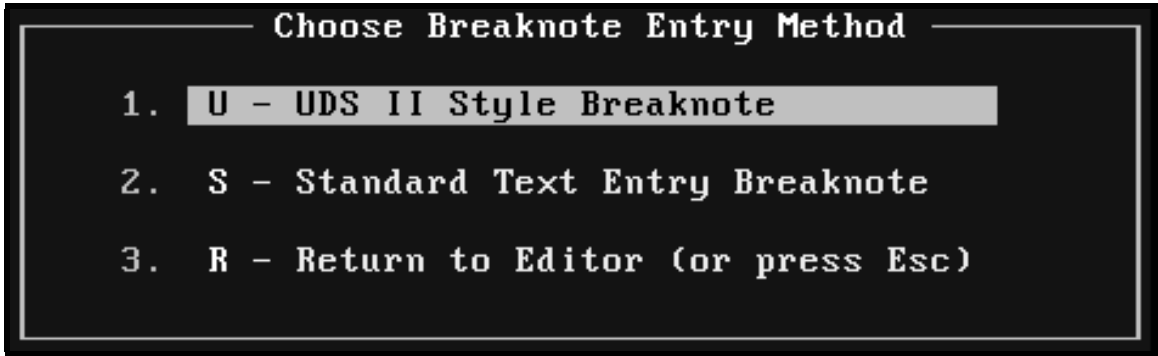 Choose Breaknote Entry Method
1. U - UDS II Style Breaknote
2. S - Standard Text Entry Breaknote
3. R - Return to Editor (or press Esc)